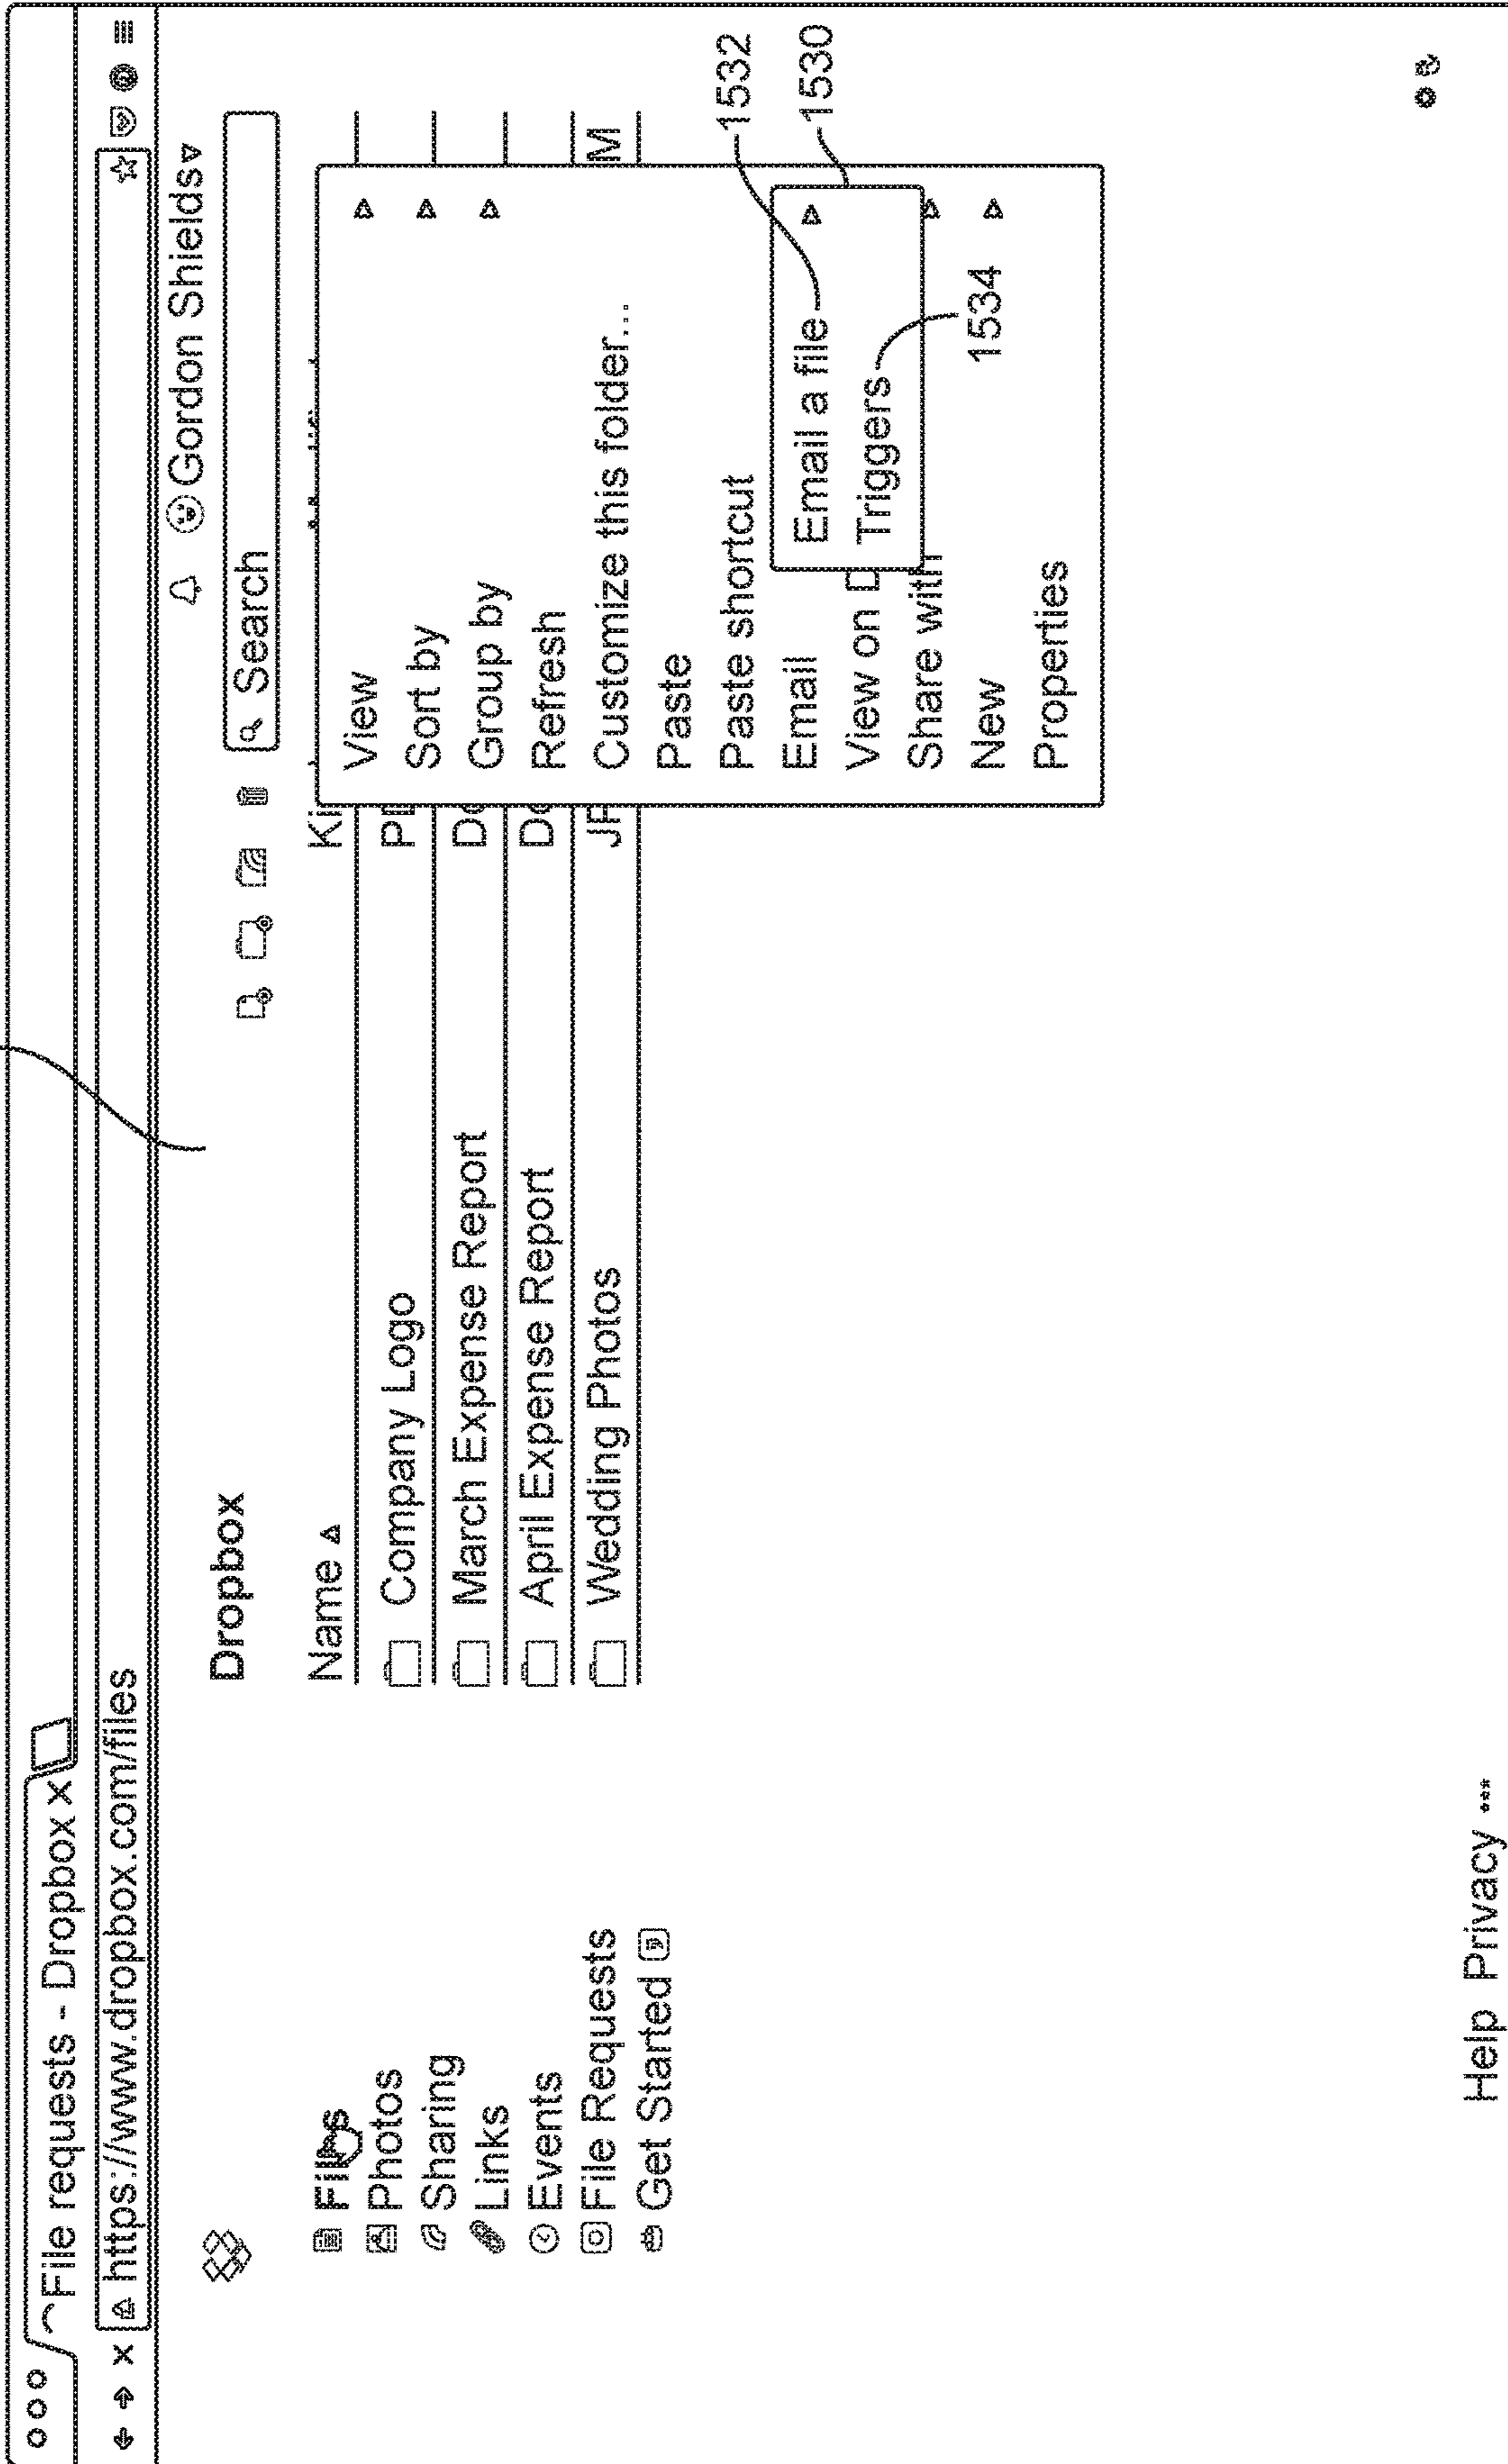 File requests - Dropbox X
https://www.dropbox.com/files
Gordon Shields
Dropbox
Search
Name
Company Logo
March Expense Report
April Expense Report
Wedding Photos
M
Files
Photos
Sharing
Links
Events
File Requests
Get Started
View
Sort by
Group by
Refresh
Customize this folder...
Paste
Paste shortcut
Email
View on
Share with
New
Properties
Email a file
Triggers
1532
1530
1534
Help Privacy •••